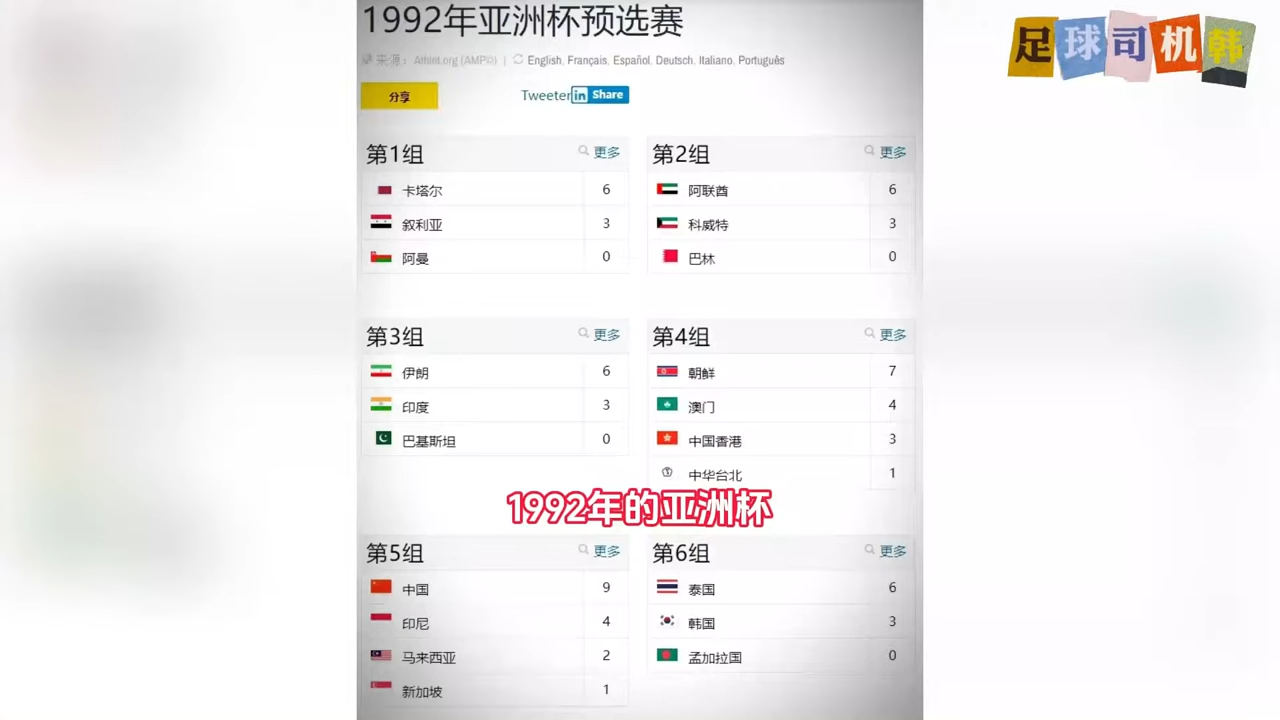 1992年亚洲杯预选赛
足球司机韩
来源: Athlet.org (AMP©) | English, Français, Español, Deutsch, Italiano, Português
分享
Tweeter in Share
第1组 更多
卡塔尔 6
叙利亚 3
阿曼 0
第2组 更多
阿联酋 6
科威特 3
巴林 0
第3组 更多
伊朗 6
印度 3
巴基斯坦 0
第4组 更多
朝鲜 7
澳门 4
中国香港 3
中华台北 1
1992年的亚洲杯
第5组 更多
中国 9
印尼 4
马来西亚 2
新加坡 1
第6组 更多
泰国 6
韩国 3
孟加拉国 0